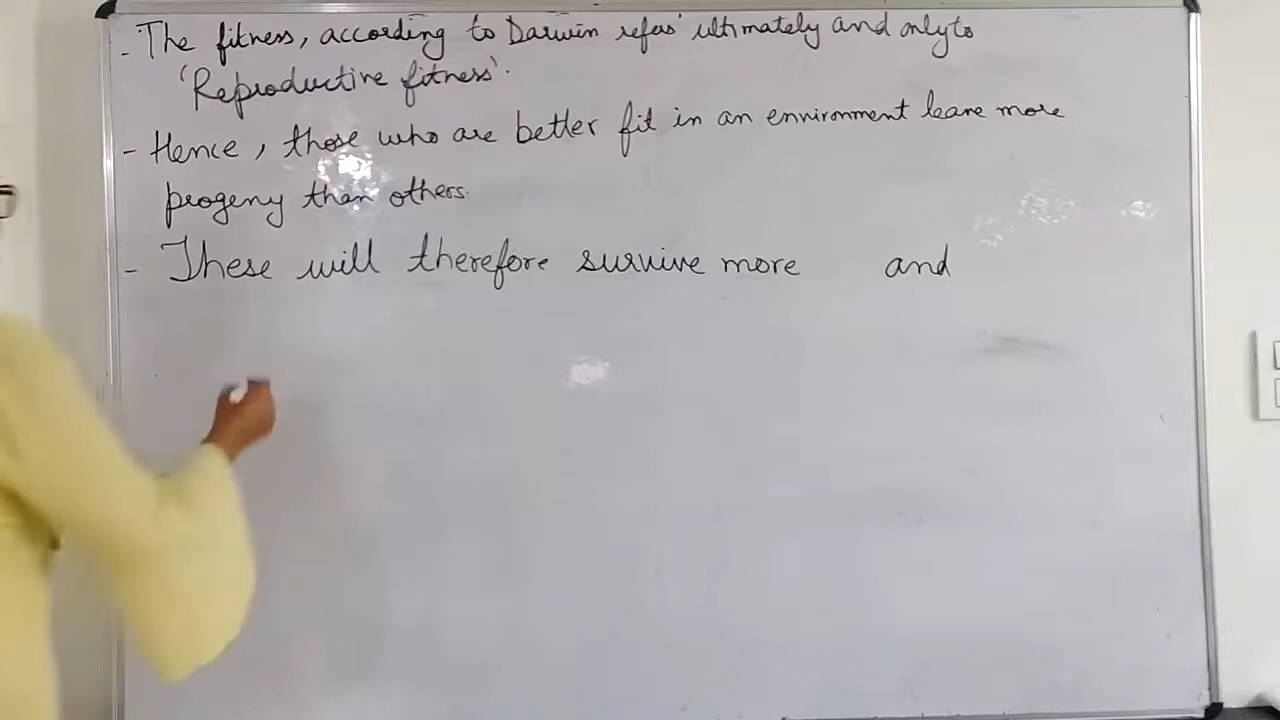 - The fitness, according to Darwin refers ultimately and only to
'Reproductive fitness'.
- Hence, those who are better fit in an environment leave more
progeny than others.
- These will therefore survive more and